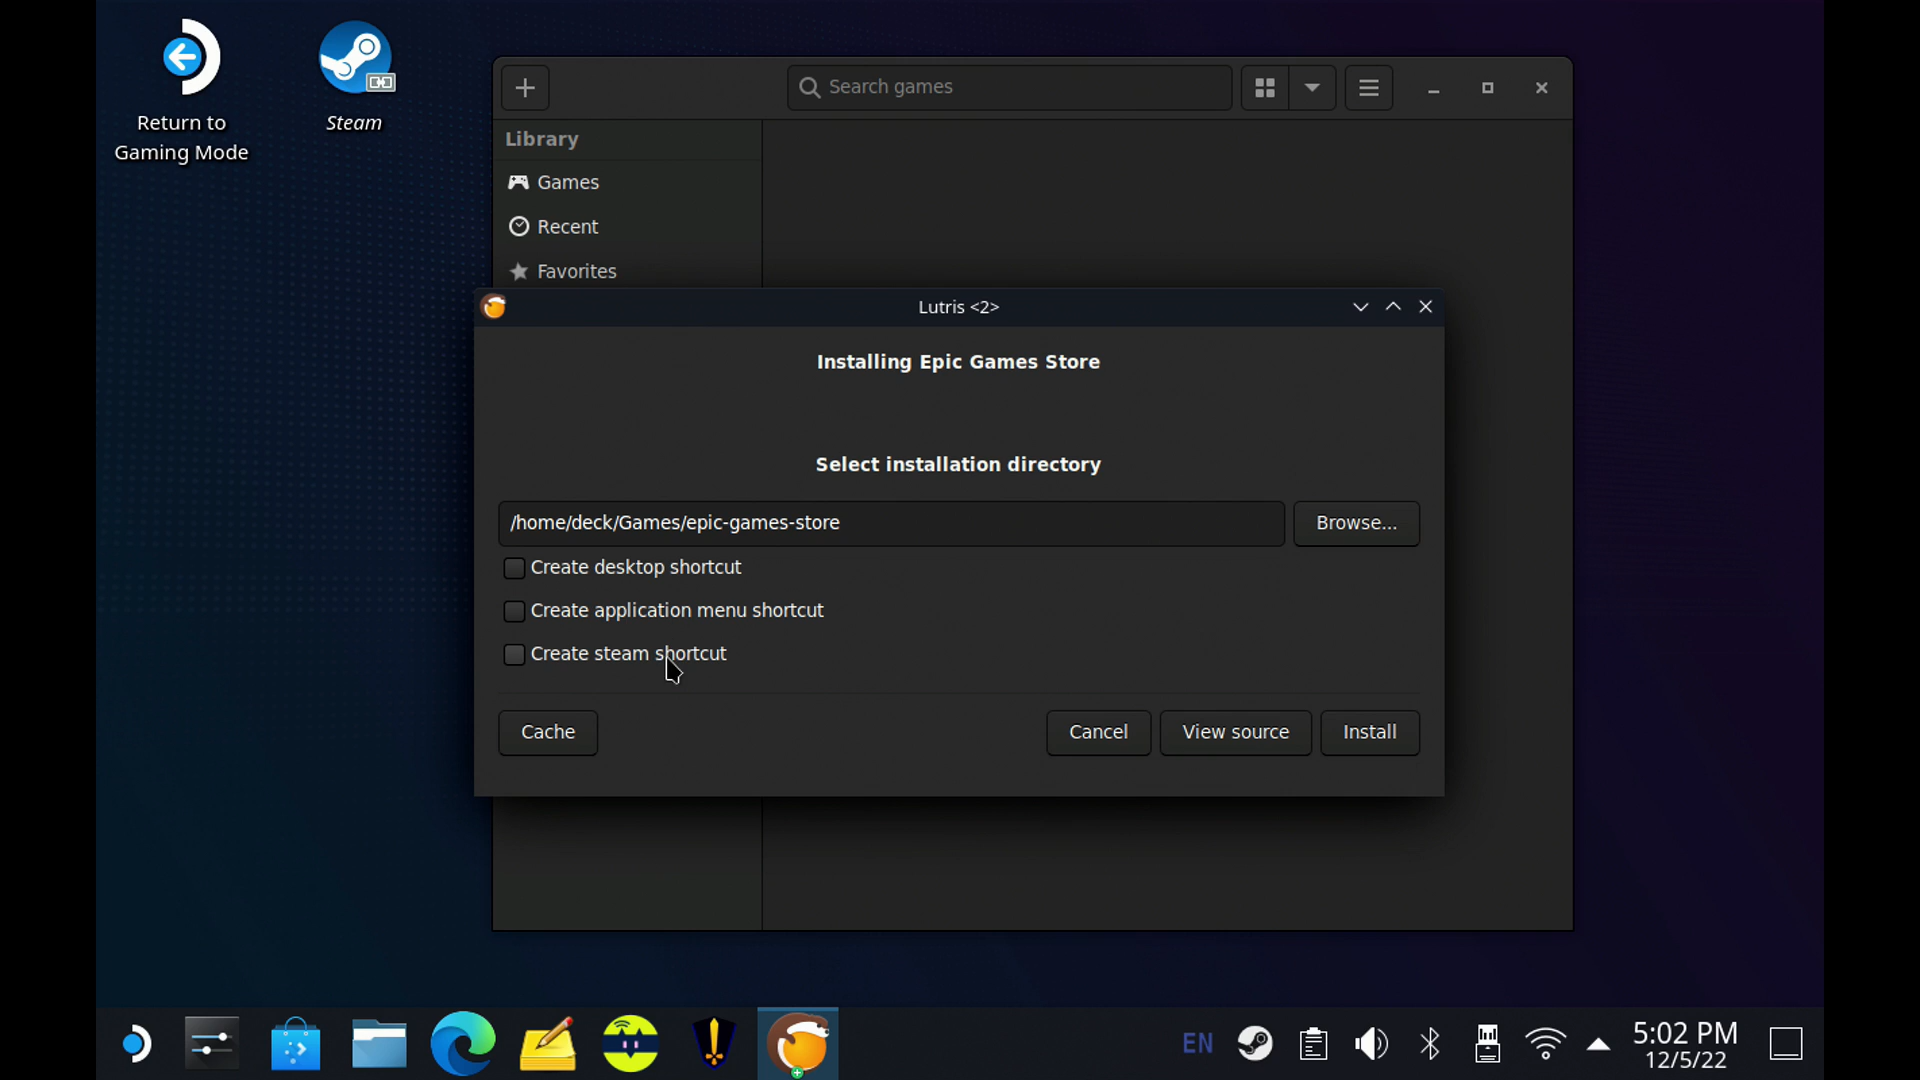 Return to
Gaming Mode
Steam
Search games
Library
Games
Recent
Favorites
Lutris <2>
Installing Epic Games Store
Select installation directory
/home/deck/Games/epic-games-store
Browse...
Create desktop shortcut
Create application menu shortcut
Create steam shortcut
Cache
Cancel
View source
Install
EN
5:02 PM
12/5/22